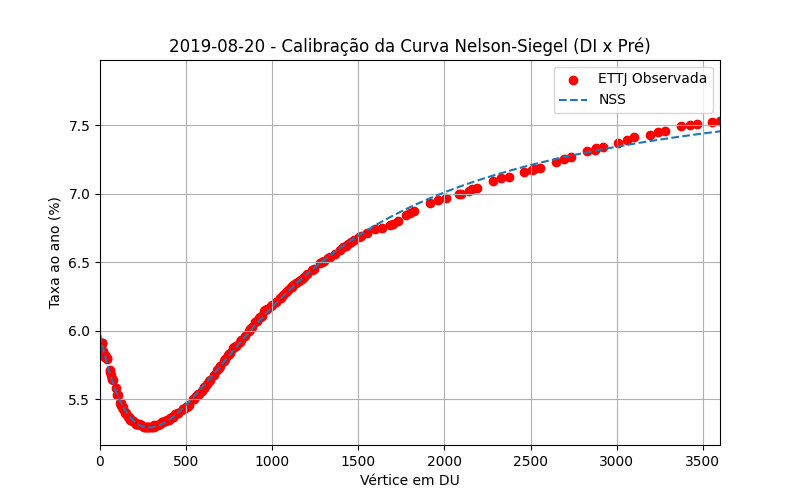 2019-08-20 - Calibração da Curva Nelson-Siegel (DI x Pré)
ETTJ Observada
NSS
Taxa ao ano (%)
7.5
7.0
6.5
6.0
5.5
0 500 1000 1500 2000 2500 3000 3500
Vértice em DU